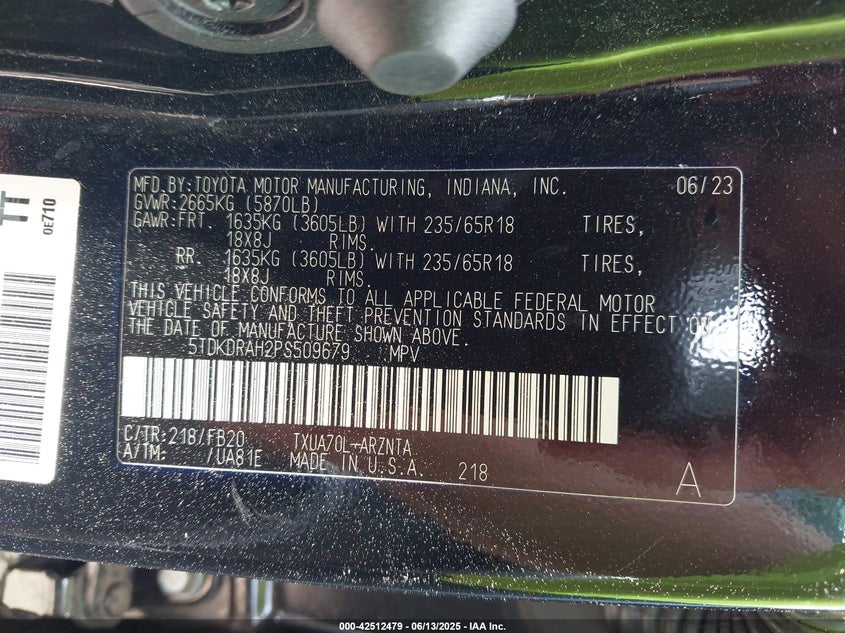 TT
0E710
MFD.BY:TOYOTA MOTOR MANUFACTURING, INDIANA, INC. 06/23
GVWR:2665KG (5870LB)
GAWR:FRT. 1635KG (3605LB) WITH 235/65R18 TIRES,
18X8J RIMS.
RR. 1635KG (3605LB) WITH 235/65R18 TIRES,
18X8J RIMS.
THIS VEHICLE CONFORMS TO ALL APPLICABLE FEDERAL MOTOR
VEHICLE SAFETY AND THEFT PREVENTION STANDARDS IN EFFECT ON
THE DATE OF MANUFACTURE SHOWN ABOVE.
5TDKDRAH2PS509679 MPV
C/TR:218/FB20 TXUA70L-ARZNTA
A/TM: /UA81E MADE IN U.S.A. 218 A
000-42512479 - 06/13/2025 - IAA Inc.